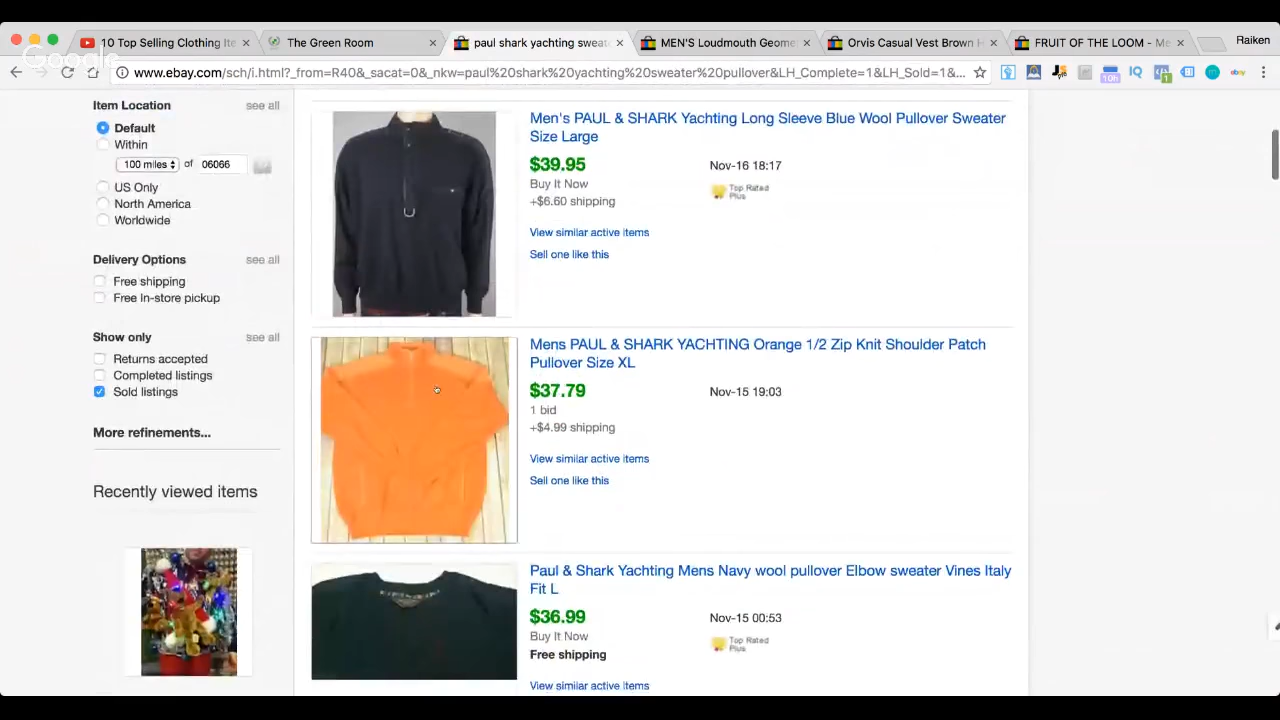 10 Top Selling Clothing Ite
The Green Room
paul shark yachting sweate
MEN'S Loudmouth Geome
Orvis Casual Vest Brown H
FRUIT OF THE LOOM - Me
Raiken
Google
www.ebay.com/sch/i.html?_from=R40&_sacat=0&_nkw=paul%20shark%20yachting%20sweater%20pullover&LH_Complete=1&LH_Sold=1&...
Item Location
see all
Default
Within
100 miles
of
06066
US Only
North America
Worldwide
Delivery Options
see all
Free shipping
Free In-store pickup
Show only
see all
Returns accepted
Completed listings
Sold listings
More refinements...
Recently viewed items
Men's PAUL & SHARK Yachting Long Sleeve Blue Wool Pullover Sweater
Size Large
$39.95
Nov-16 18:17
Buy It Now
Top Rated
Plus
+$6.60 shipping
View similar active items
Sell one like this
Mens PAUL & SHARK YACHTING Orange 1/2 Zip Knit Shoulder Patch
Pullover Size XL
$37.79
Nov-15 19:03
1 bid
+$4.99 shipping
View similar active items
Sell one like this
Paul & Shark Yachting Mens Navy wool pullover Elbow sweater Vines Italy
Fit L
$36.99
Nov-15 00:53
Buy It Now
Top Rated
Plus
Free shipping
View similar active items